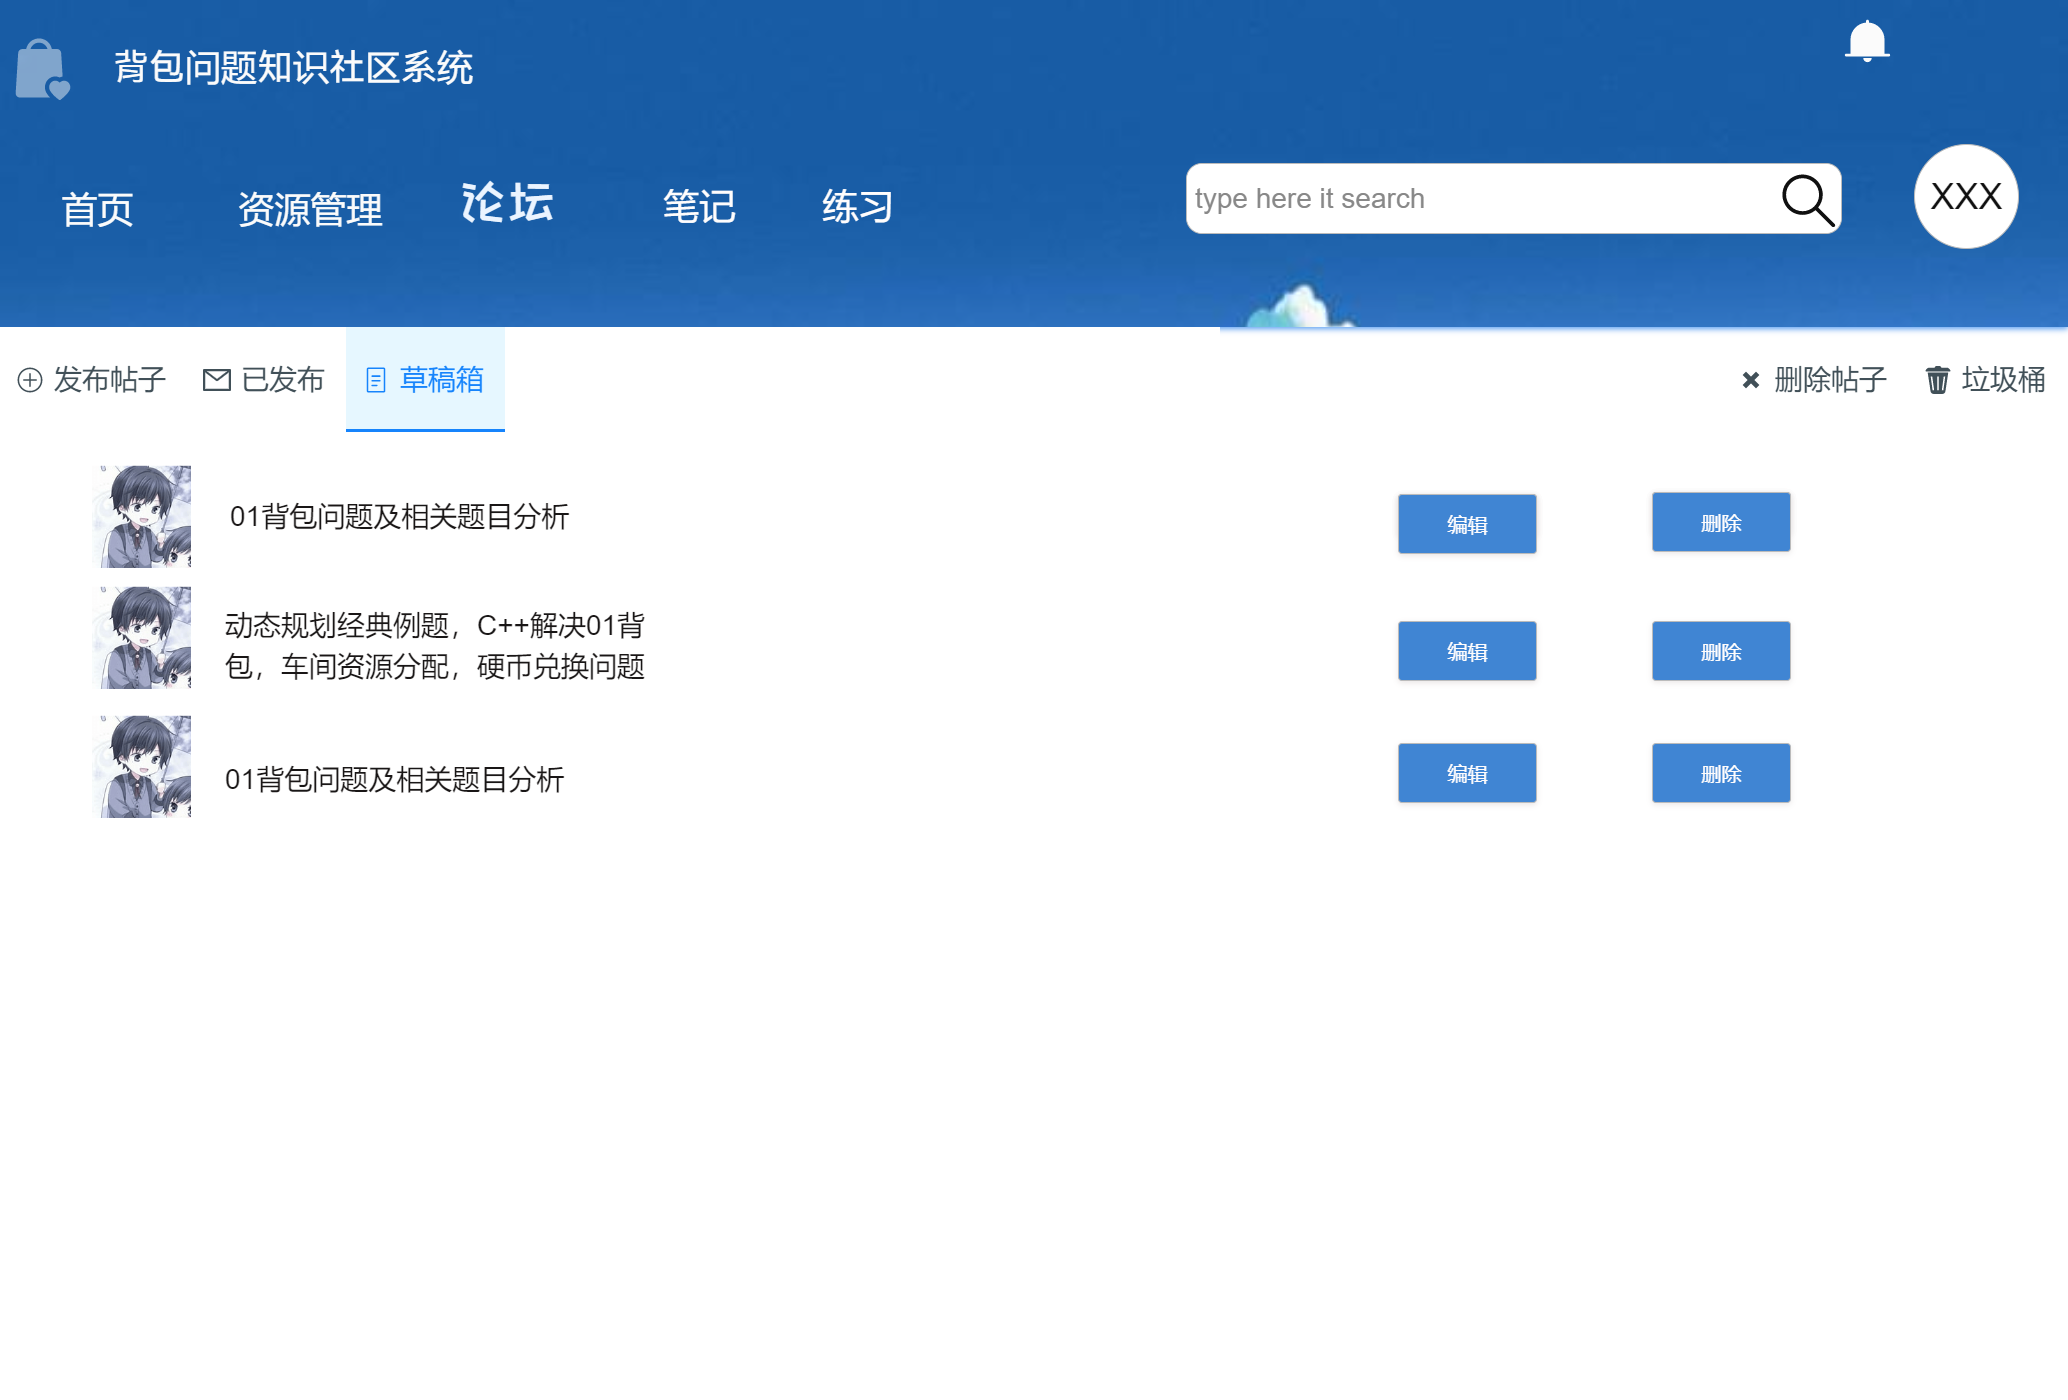 背包问题知识社区系统
首页
资源管理
论坛
笔记
练习
type here it search
XXX
发布帖子
已发布
草稿箱
删除帖子
垃圾桶
01背包问题及相关题目分析
编辑
删除
动态规划经典例题，C++解决01背
包，车间资源分配，硬币兑换问题
编辑
删除
01背包问题及相关题目分析
编辑
删除